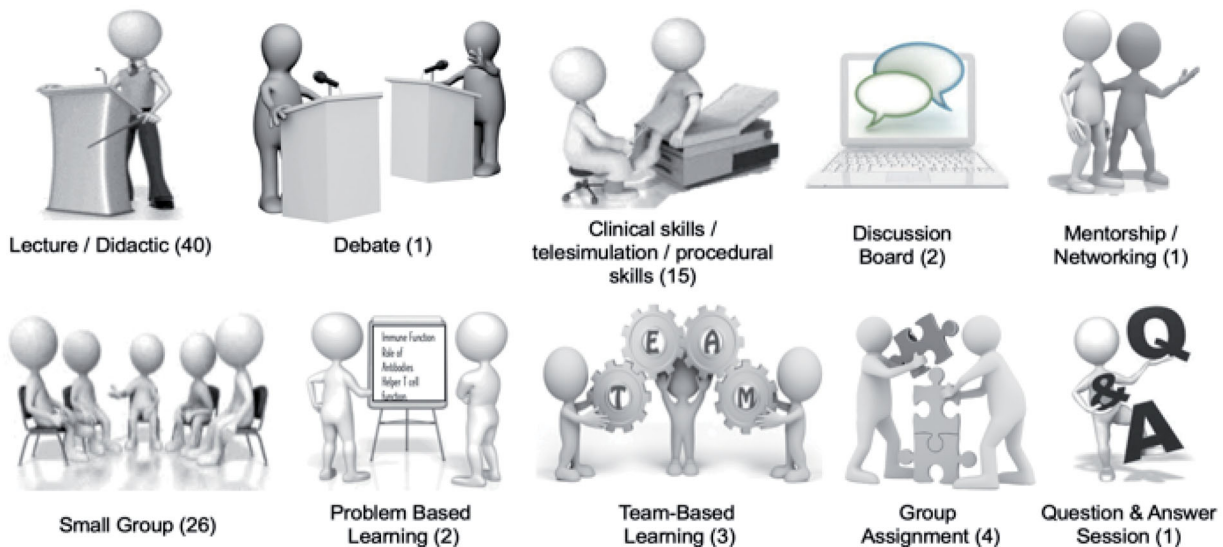 Lecture / Didactic (40)
Debate (1)
Clinical skills /
telesimulation / procedural
skills (15)
Discussion
Board (2)
Mentorship /
Networking (1)
Immune Function
Role of
Antibodies
Helper T cell
function.
T
E
A
M
Q
&
A
Small Group (26)
Problem Based
Learning (2)
Team-Based
Learning (3)
Group
Assignment (4)
Question & Answer
Session (1)